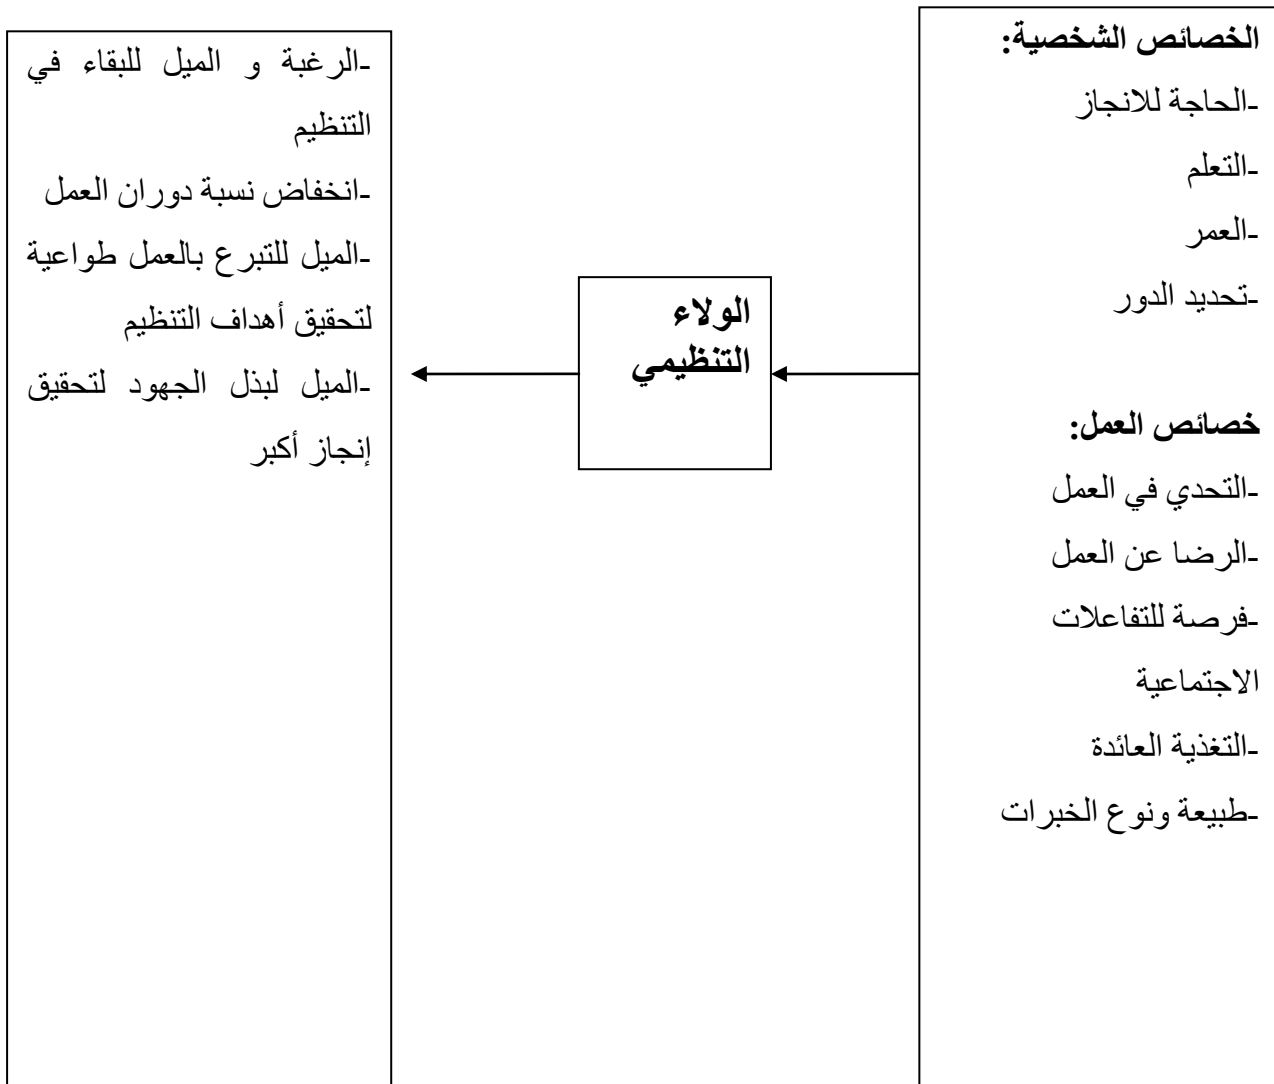 الخصائص الشخصية:
-الحاجة للانجاز
-التعلم
-العمر
-تحديد الدور
خصائص العمل:
-التحدي في العمل
-الرضا عن العمل
-فرصة للتفاعلات
الاجتماعية
-التغذية العائدة
-طبيعة ونوع الخبرات
الولاء
التنظيمي
-الرغبة و الميل للبقاء في
التنظيم
-انخفاض نسبة دوران العمل
-الميل للتبرع بالعمل طواعية
لتحقيق أهداف التنظيم
-الميل لبذل الجهود لتحقيق
إنجاز أكبر